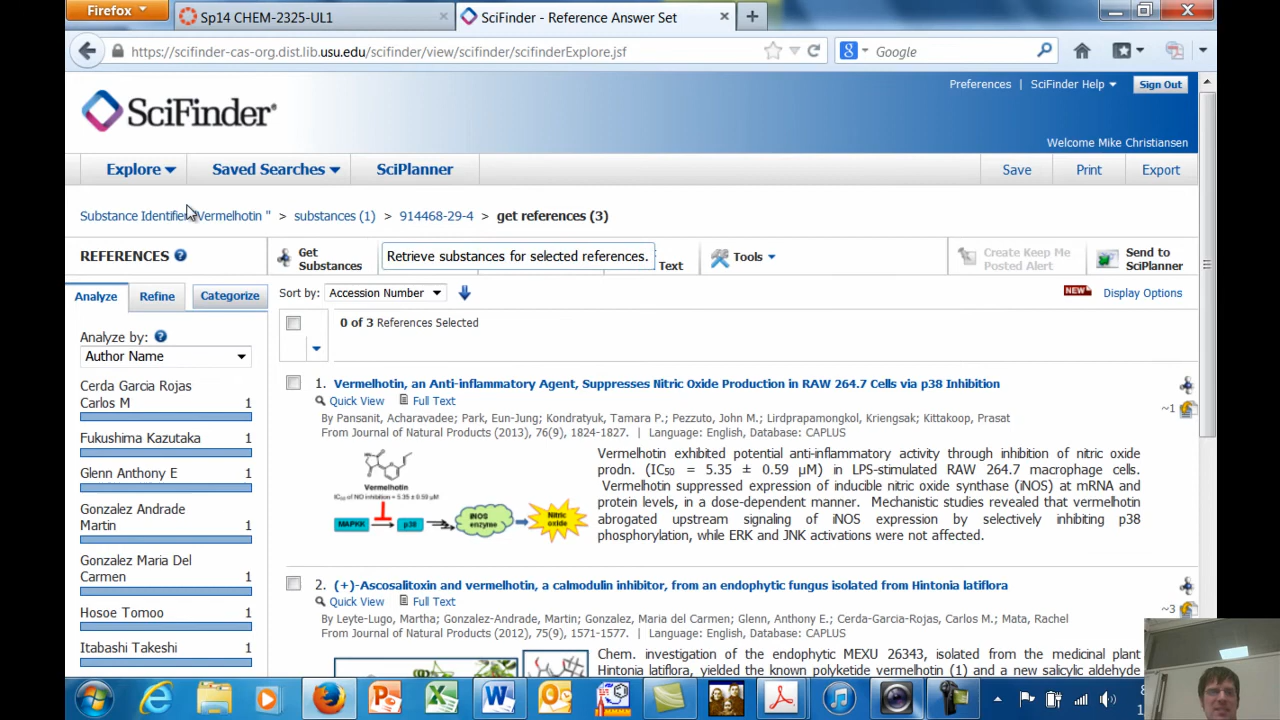 Firefox
Sp14 CHEM-2325-UL1
SciFinder - Reference Answer Set
https://scifinder-cas-org.dist.lib.usu.edu/scifinder/view/scifinder/scifinderExplore.jsf
Google
SciFinder®
Preferences | SciFinder Help
Sign Out
Welcome Mike Christiansen
Explore
Saved Searches
SciPlanner
Save
Print
Export
Substance Identifier Vermelhotin " > substances (1) > 914468-29-4 > get references (3)
REFERENCES
Get
Substances
Retrieve substances for selected references.
Text
Tools
Create Keep Me
Posted Alert
Send to
SciPlanner
Analyze
Refine
Categorize
Sort by:
Accession Number
NEW
Display Options
Analyze by:
Author Name
0 of 3 References Selected
Cerda Garcia Rojas
Carlos M 1
Fukushima Kazutaka 1
Glenn Anthony E 1
Gonzalez Andrade
Martin 1
Gonzalez Maria Del
Carmen 1
Hosoe Tomoo 1
Itabashi Takeshi 1
1. Vermelhotin, an Anti-inflammatory Agent, Suppresses Nitric Oxide Production in RAW 264.7 Cells via p38 Inhibition
Quick View
Full Text
~1
By Pansanit, Acharavadee; Park, Eun-Jung; Kondratyuk, Tamara P.; Pezzuto, John M.; Lirdprapamongkol, Kriengsak; Kittakoop, Prasat
From Journal of Natural Products (2013), 76(9), 1824-1827. | Language: English, Database: CAPLUS
Vermelhotin
IC50 of NO inhibition = 5.35 ± 0.59 µM
MAPKK
p38
iNOS
enzyme
Nitric
oxide
Vermelhotin exhibited potential anti-inflammatory activity through inhibition of nitric oxide
prodn. (IC50 = 5.35 ± 0.59 µM) in LPS-stimulated RAW 264.7 macrophage cells.
Vermelhotin suppressed expression of inducible nitric oxide synthase (iNOS) at mRNA and
protein levels, in a dose-dependent manner. Mechanistic studies revealed that vermelhotin
abrogated upstream signaling of iNOS expression by selectively inhibiting p38
phosphorylation, while ERK and JNK activations were not affected.
2. (+)-Ascosalitoxin and vermelhotin, a calmodulin inhibitor, from an endophytic fungus isolated from Hintonia latiflora
Quick View
Full Text
~3
By Leyte-Lugo, Martha; Gonzalez-Andrade, Martin; Gonzalez, Maria del Carmen; Glenn, Anthony E.; Cerda-Garcia-Rojas, Carlos M.; Mata, Rachel
From Journal of Natural Products (2012), 75(9), 1571-1577. | Language: English, Database: CAPLUS
Chem. investigation of the endophytic MEXU 26343, isolated from the medicinal plant
Hintonia latiflora, yielded the known polyketide vermelhotin (1) and a new salicylic aldehyde